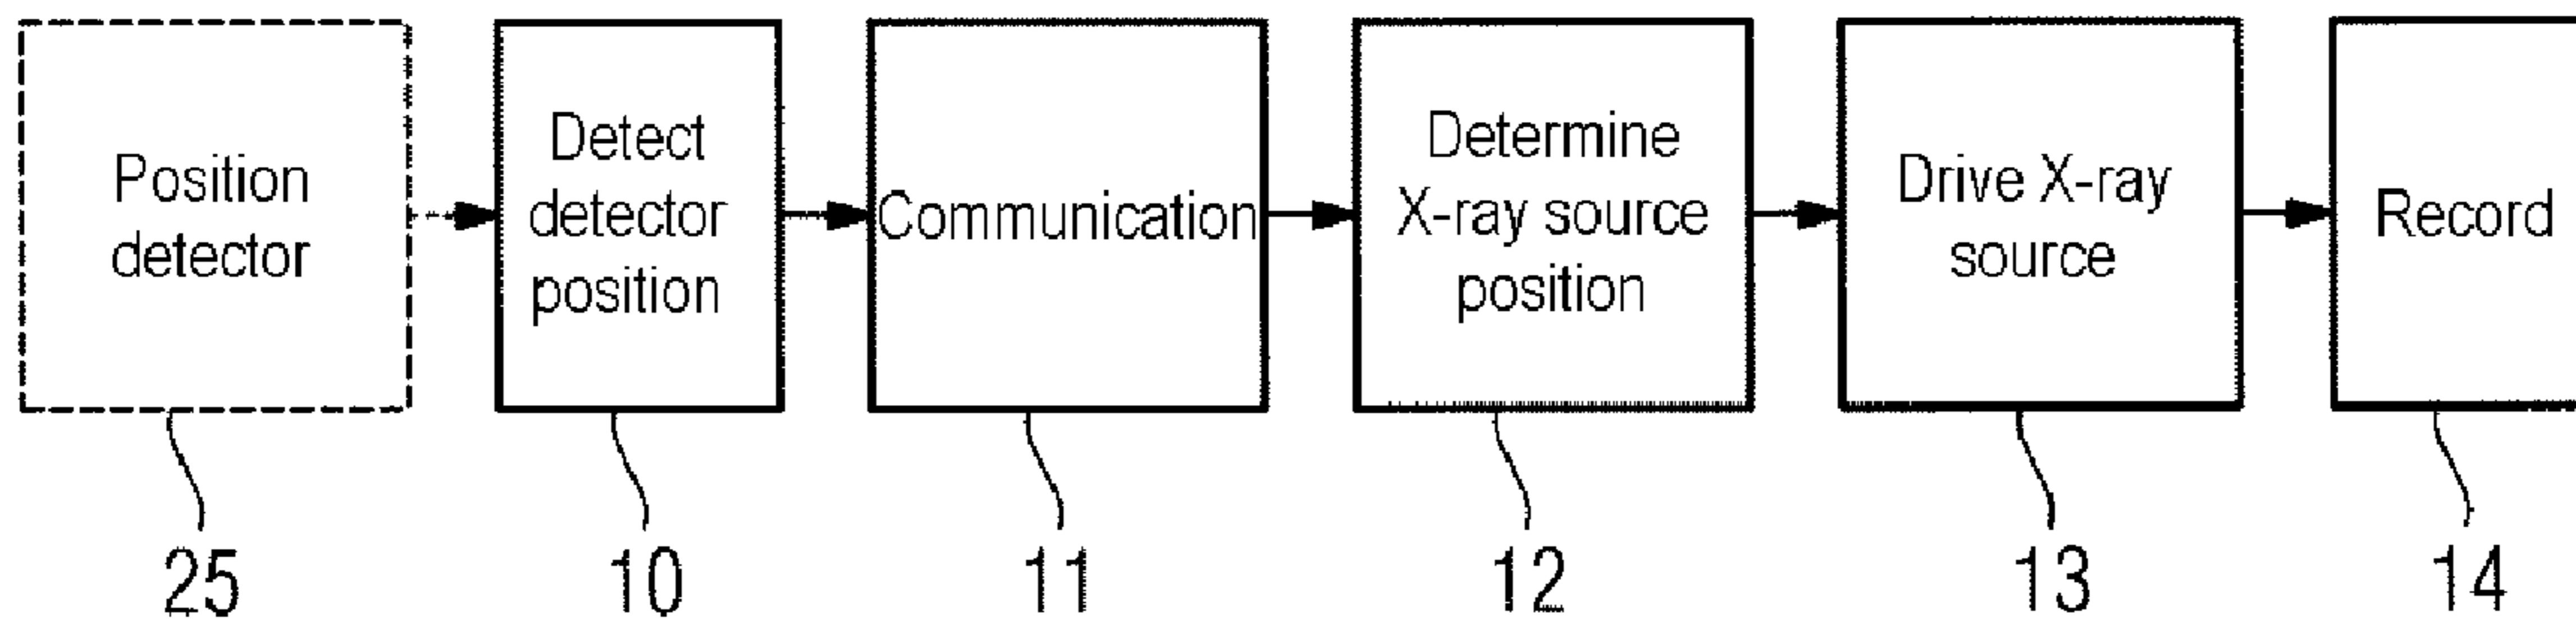 Position
detector
Detect
detector
position
Communication
Determine
X-ray source
position
Drive X-ray
source
Record
25
10
11
12
13
14